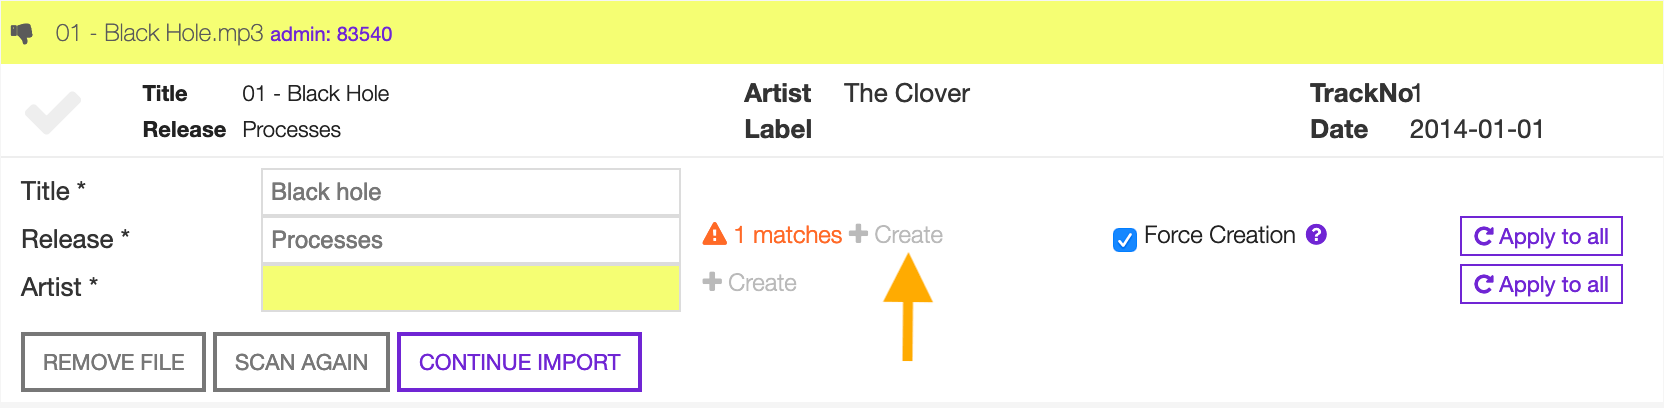 01 - Black Hole.mp3 admin: 83540
Title 01 - Black Hole Artist The Clover TrackNo 1
Release Processes Label Date 2014-01-01
Title * Black hole
Release * Processes 1 matches Create Force Creation ? Apply to all
Artist * Create Apply to all
REMOVE FILE SCAN AGAIN CONTINUE IMPORT